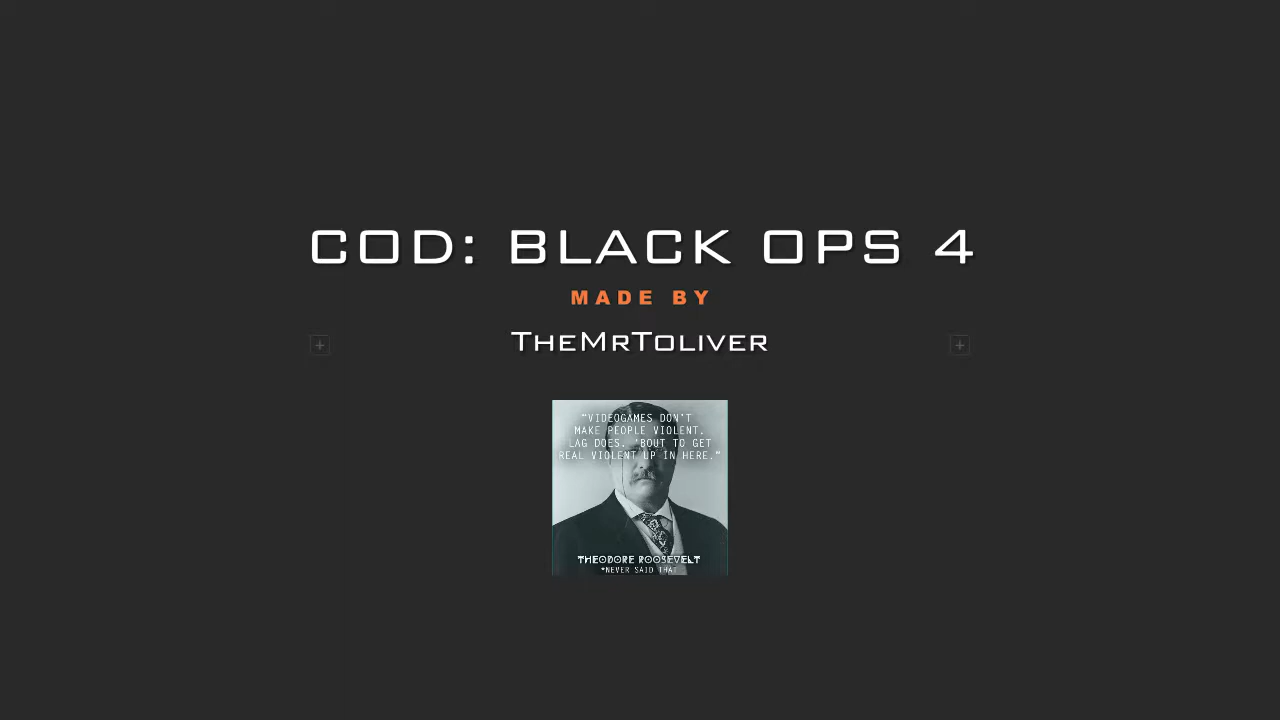 COD: BLACK OPS 4
MADE BY
TheMrToliver
"VIDEOGAMES DON'T
MAKE PEOPLE VIOLENT.
LAG DOES. 'BOUT TO GET
REAL VIOLENT UP IN HERE."
THEODORE ROOSEVELT
*NEVER SAID THAT